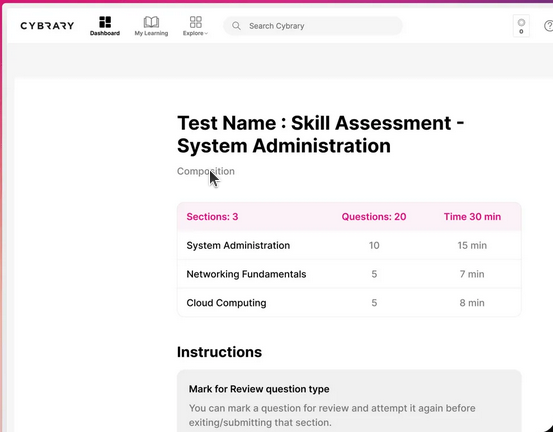 CYBRARY
Dashboard
My Learning
Explore
Search Cybrary
0
Test Name : Skill Assessment -
System Administration
Composition
Sections: 3 Questions: 20 Time 30 min
System Administration 10 15 min
Networking Fundamentals 5 7 min
Cloud Computing 5 8 min
Instructions
Mark for Review question type
You can mark a question for review and attempt it again before
exiting/submitting that section.